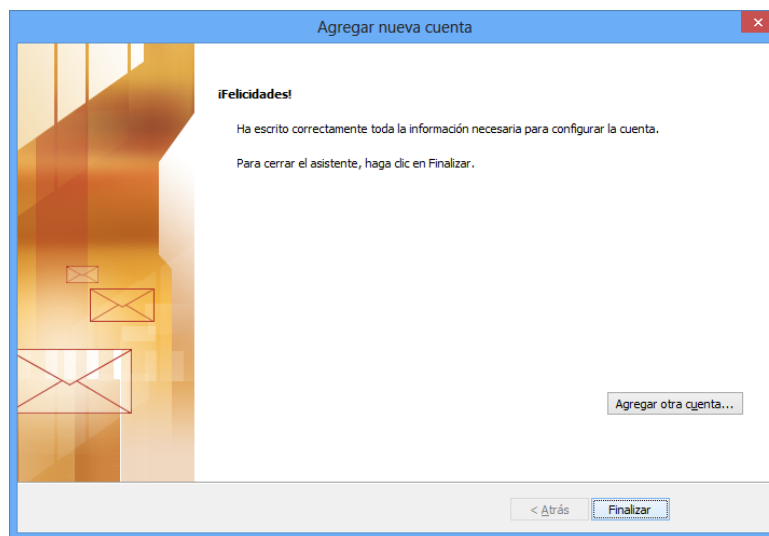 Agregar nueva cuenta
¡Felicidades!
Ha escrito correctamente toda la información necesaria para configurar la cuenta.
Para cerrar el asistente, haga clic en Finalizar.
Agregar otra cuenta...
< Atrás
Finalizar